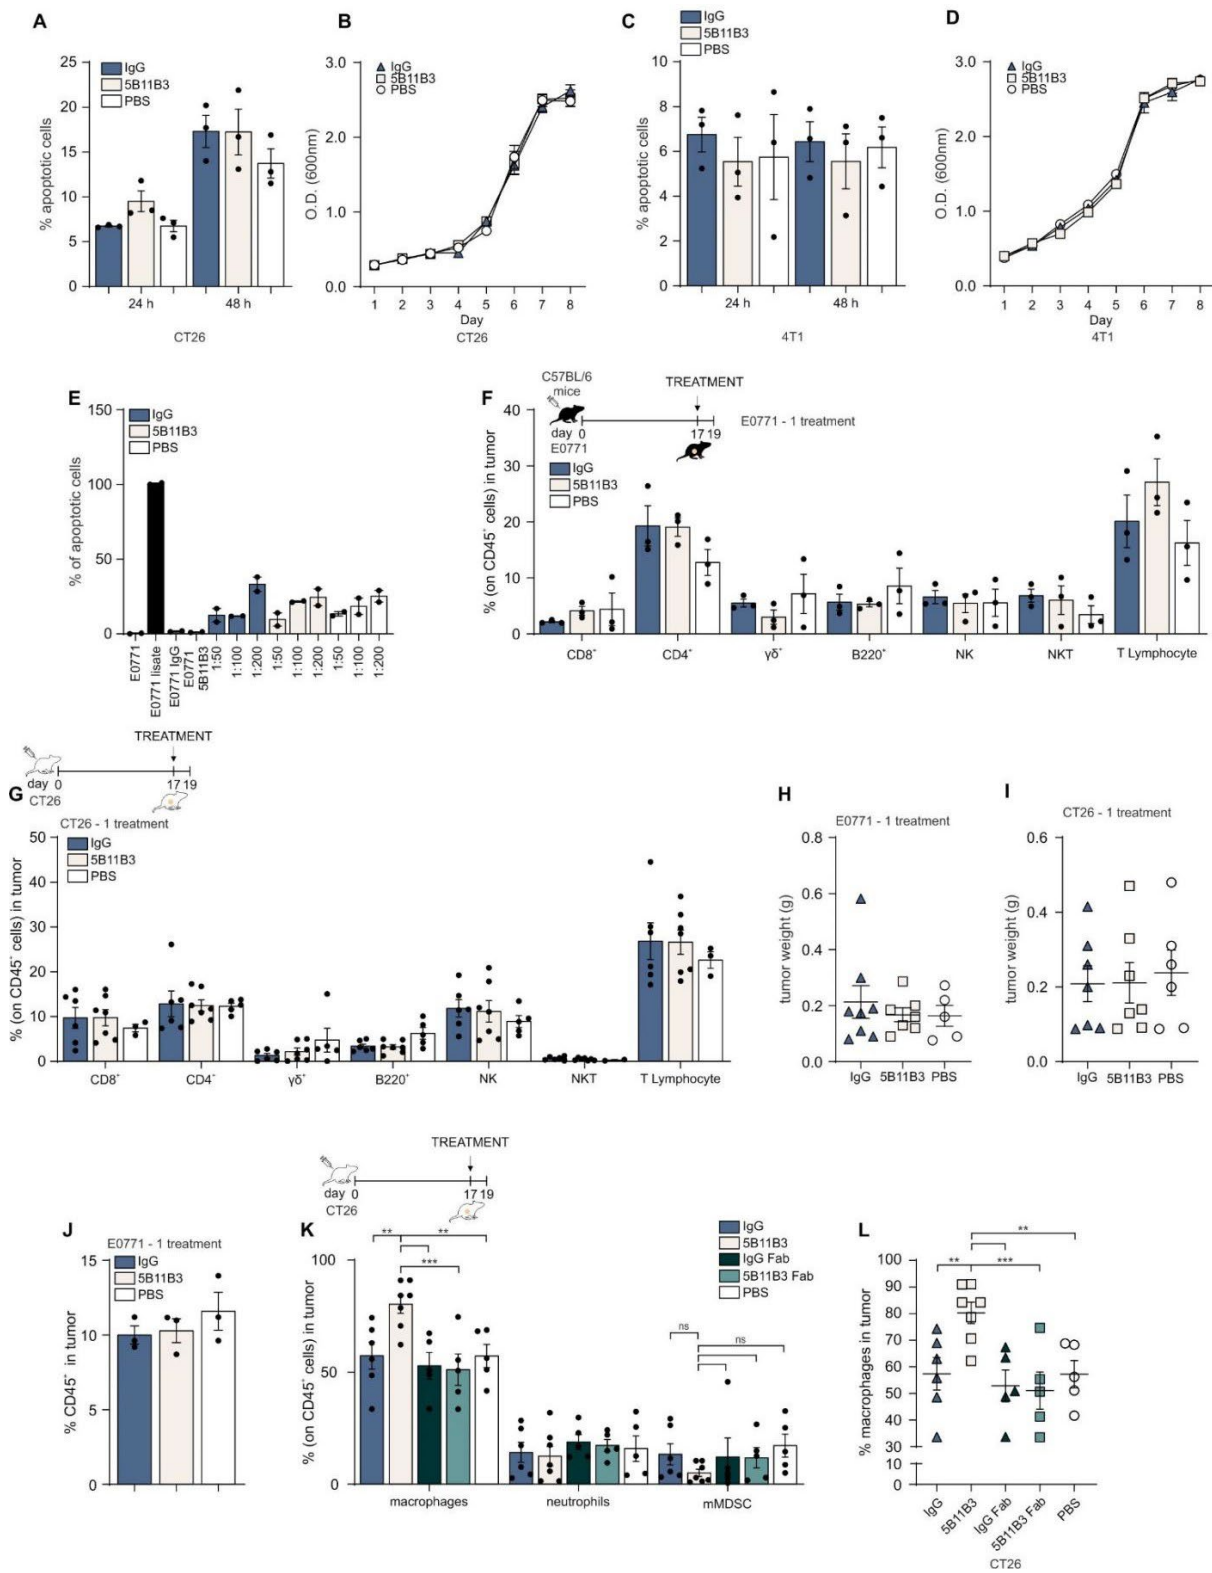 A
IgG
5B11B3
PBS
% apoptotic cells
25
20
15
10
5
0
24 h
48 h
CT26
B
IgG
5B11B3
PBS
O.D. (600nm)
3.0
2.0
1.0
0.0
1 2 3 4 5 6 7 8
Day
CT26
C
IgG
5B11B3
PBS
% apoptotic cells
10
8
6
4
2
0
24 h
48 h
4T1
D
IgG
5B11B3
PBS
O.D. (600nm)
3.0
2.0
1.0
0.0
1 2 3 4 5 6 7 8
Day
4T1
E
IgG
5B11B3
PBS
% of apoptotic cells
150
100
50
0
E0771
E0771 lisate
E0771 IgG
E0771 5B11B3
1:50
1:100
1:200
1:50
1:100
1:200
1:50
1:100
1:200
F
C57BL/6
mice
TREATMENT
day 0
17 19
E0771
E0771 - 1 treatment
IgG
5B11B3
PBS
% (on CD45+ cells) in tumor
40
30
20
10
0
CD8+
CD4+
γδ+
B220+
NK
NKT
T Lymphocyte
TREATMENT
day 0
17 19
CT26
G
CT26 - 1 treatment
IgG
5B11B3
PBS
% (on CD45+ cells) in tumor
50
40
30
20
10
0
CD8+
CD4+
γδ+
B220+
NK
NKT
T Lymphocyte
H
E0771 - 1 treatment
tumor weight (g)
0.8
0.6
0.4
0.2
0.0
IgG
5B11B3
PBS
I
CT26 - 1 treatment
tumor weight (g)
0.6
0.4
0.2
0.0
IgG
5B11B3
PBS
J
E0771 - 1 treatment
IgG
5B11B3
PBS
% CD45+ in tumor
15
10
5
0
TREATMENT
day 0
17 19
CT26
K
** **
***
ns
ns
IgG
5B11B3
IgG Fab
5B11B3 Fab
PBS
% (on CD45+ cells) in tumor
100
50
0
macrophages
neutrophils
mMDSC
L
**
** ***
% macrophages in tumor
100
90
80
70
60
50
40
30
10
0
IgG
5B11B3
IgG Fab
5B11B3 Fab
PBS
CT26